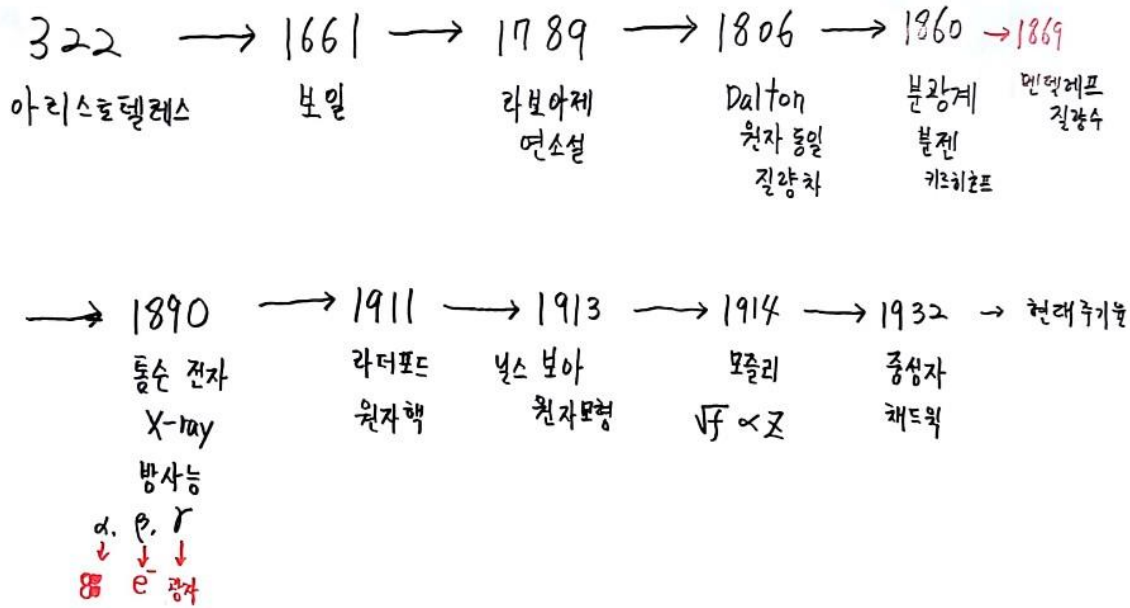 322 → 1661 → 1789 → 1806 → 1860 → 1869
아리스토텔레스 보일 라보아제 Dalton 분광계 멘델레프
연소설 원자 동일 분젠 질량수
질량차 키르히호프
→ 1890 → 1911 → 1913 → 1914 → 1932 → 현대주기율
톰슨 전자 라더포드 닐스 보아 모즐리 중성자
X-ray 원자핵 원자모형 √f ∝ Z 채드윅
방사능
α, β, γ
↓ ↓ ↓
e⁻ 광자